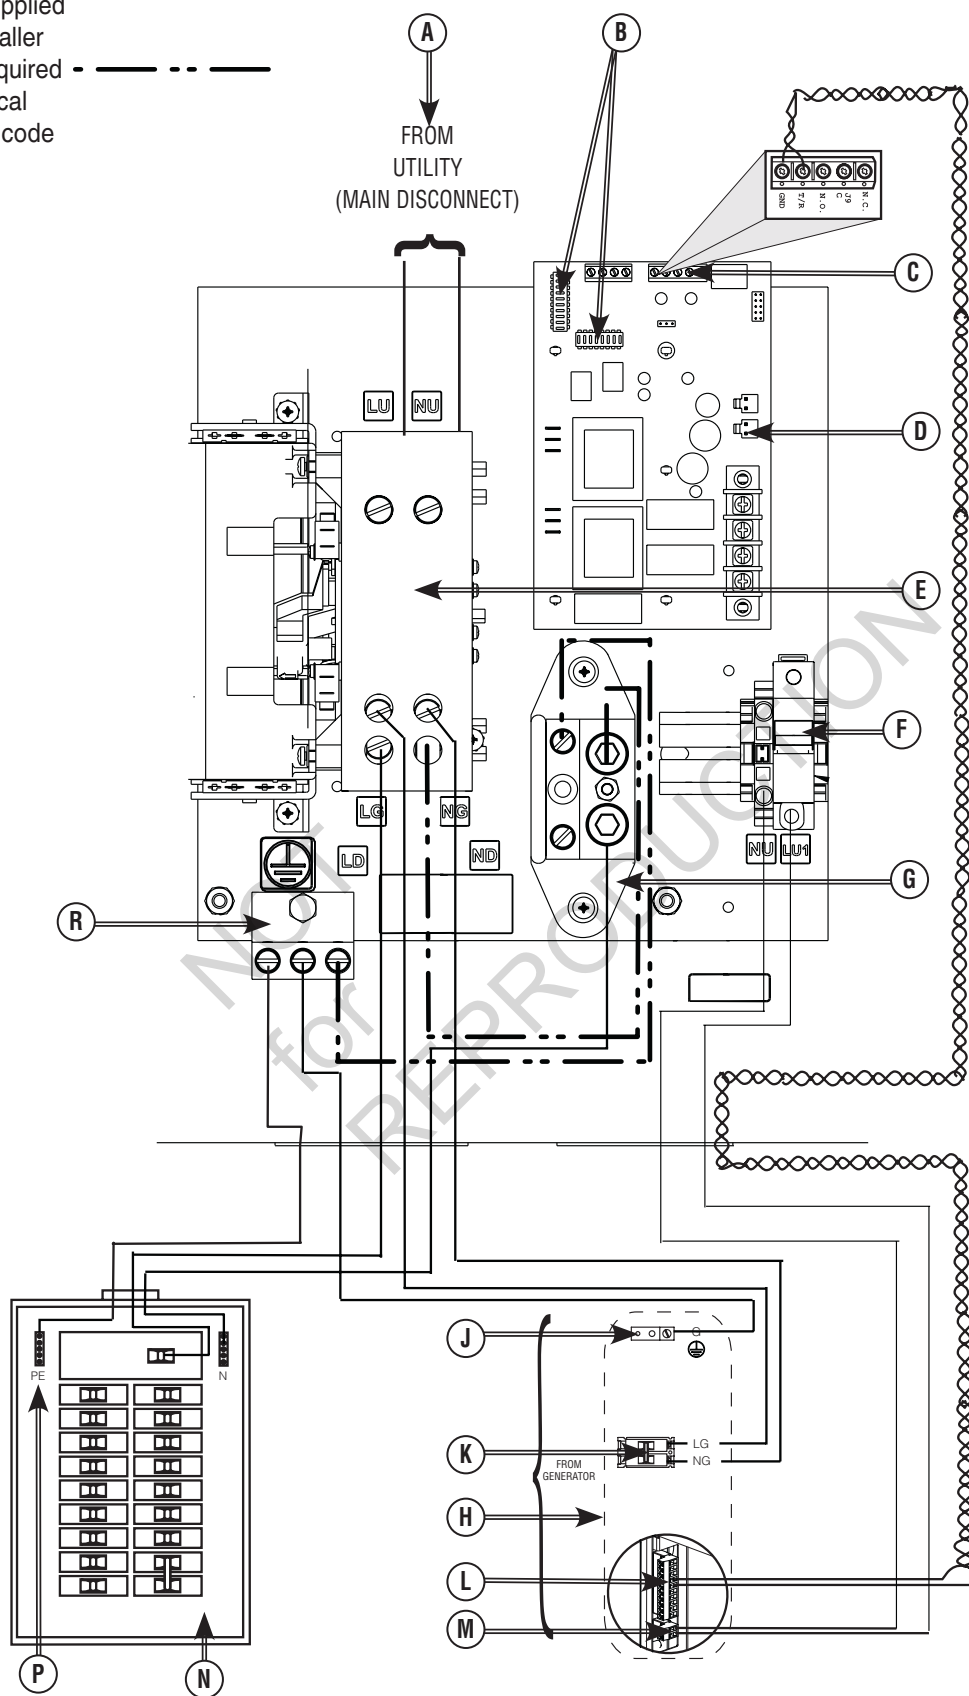 pplied
aller
quired
cal
code
A
B
FROM
UTILITY
(MAIN DISCONNECT)
GND
T/R
N.O.
J9
C
N.C.
C
LU
NU
D
E
F
LG
NG
NU
LU1
LD
ND
G
R
NOT
for
REPRODUCTION
J
G
PE
N
K
LG
NG
FROM
GENERATOR
H
L
M
P
N